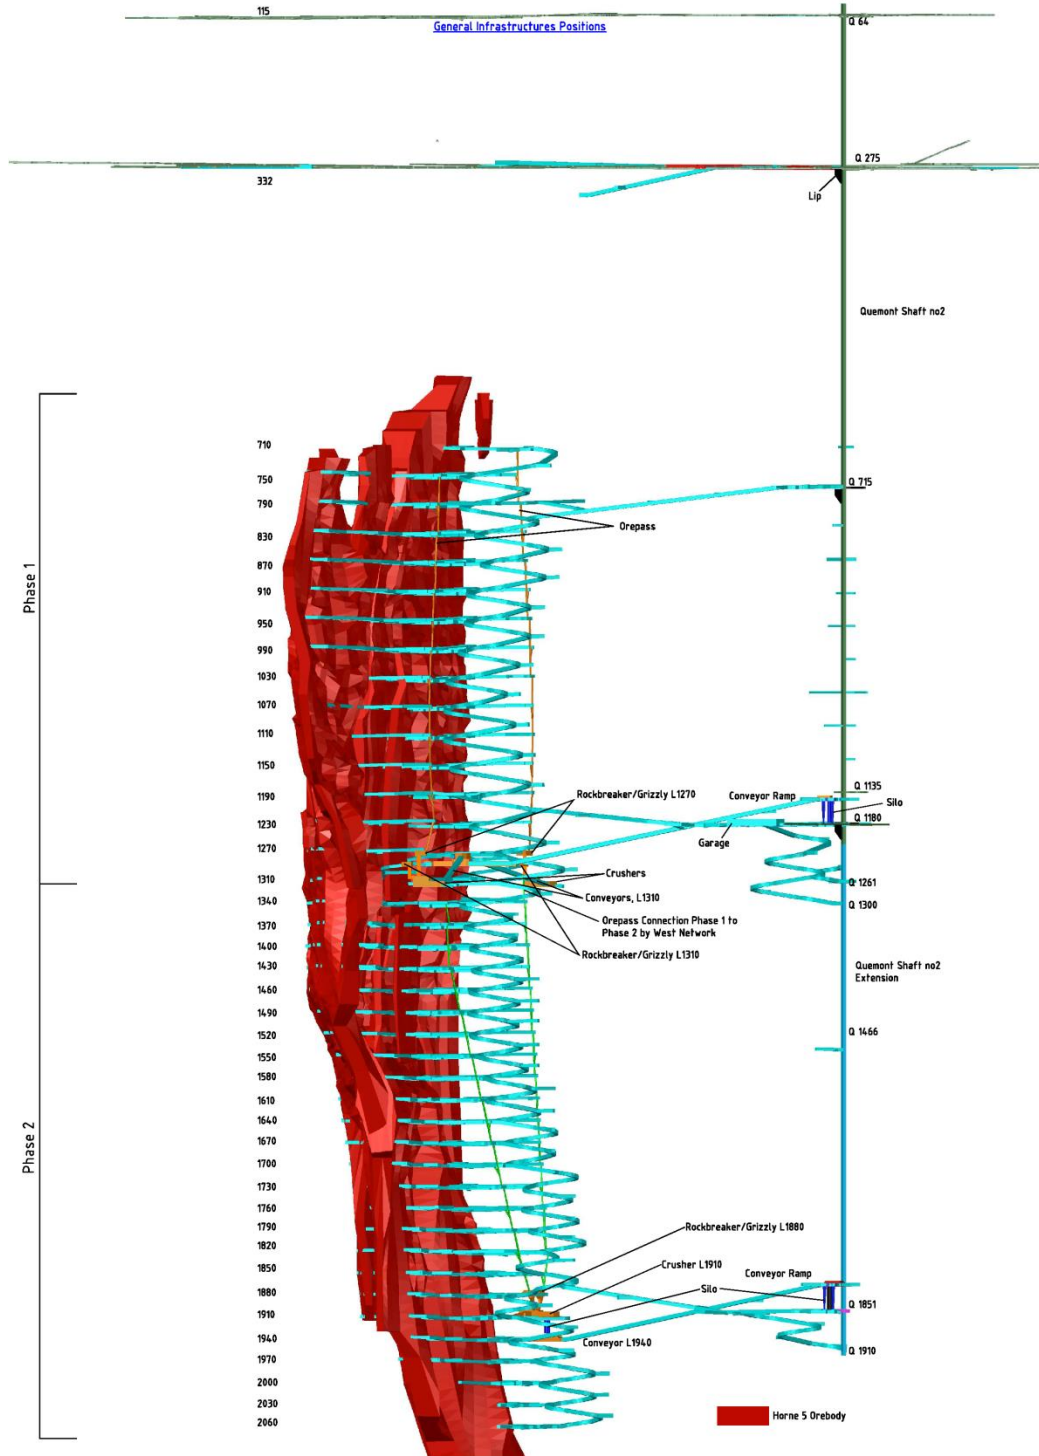 115
Q 64
General Infrastructures Positions
Q 275
332
Lip
Quemont Shaft no2
Phase 1
710
750
Q 715
790
Orepass
830
870
910
950
990
1030
1070
1110
1150
Q 1135
1190
Rockbreaker/Grizzly L1270
Conveyor Ramp
Silo
Q 1180
1230
Garage
1270
Crushers
1310
Q 1261
Conveyors, L1310
1340
Q 1300
Orepass Connection Phase 1 to
Phase 2 by West Network
1370
1400
Rockbreaker/Grizzly L1310
1430
Quemont Shaft no2
Extension
1460
1490
1520
Q 1466
1550
1580
1610
1640
Phase 2
1670
1700
1730
1760
1790
Rockbreaker/Grizzly L1880
1820
1850
Crusher L1910
Conveyor Ramp
1880
Silo
Q 1851
1910
1940
Conveyor L1940
Q 1910
1970
2000
2030
2060
Horne 5 Orebody